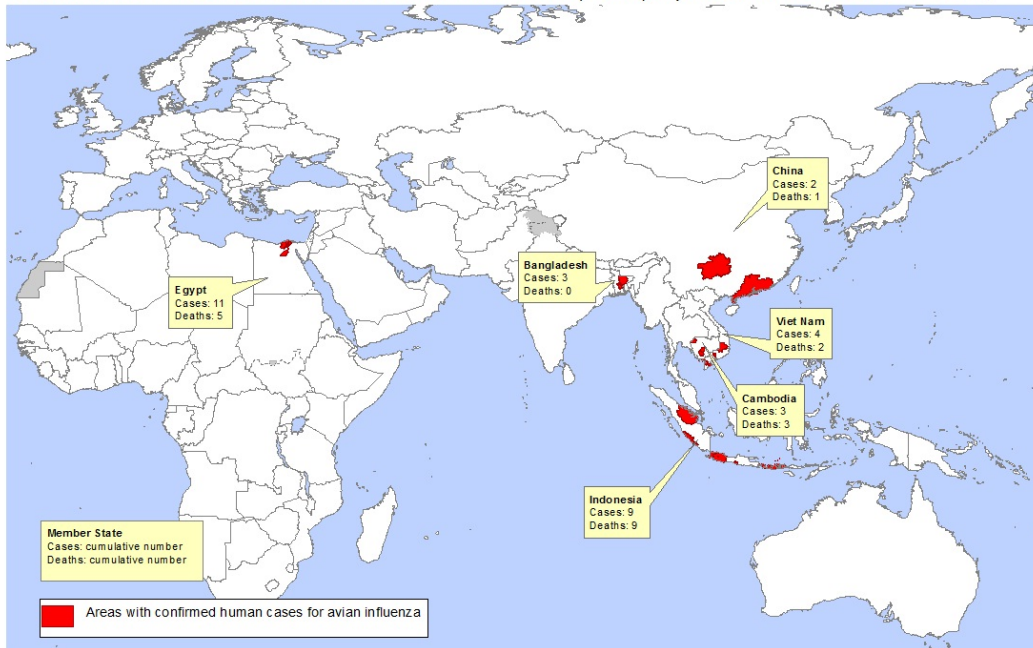 China
Cases: 2
Deaths: 1
Bangladesh
Cases: 3
Deaths: 0
Egypt
Cases: 11
Deaths: 5
Viet Nam
Cases: 4
Deaths: 2
Cambodia
Cases: 3
Deaths: 3
Indonesia
Cases: 9
Deaths: 9
Member State
Cases: cumulative number
Deaths: cumulative number
Areas with confirmed human cases for avian influenza